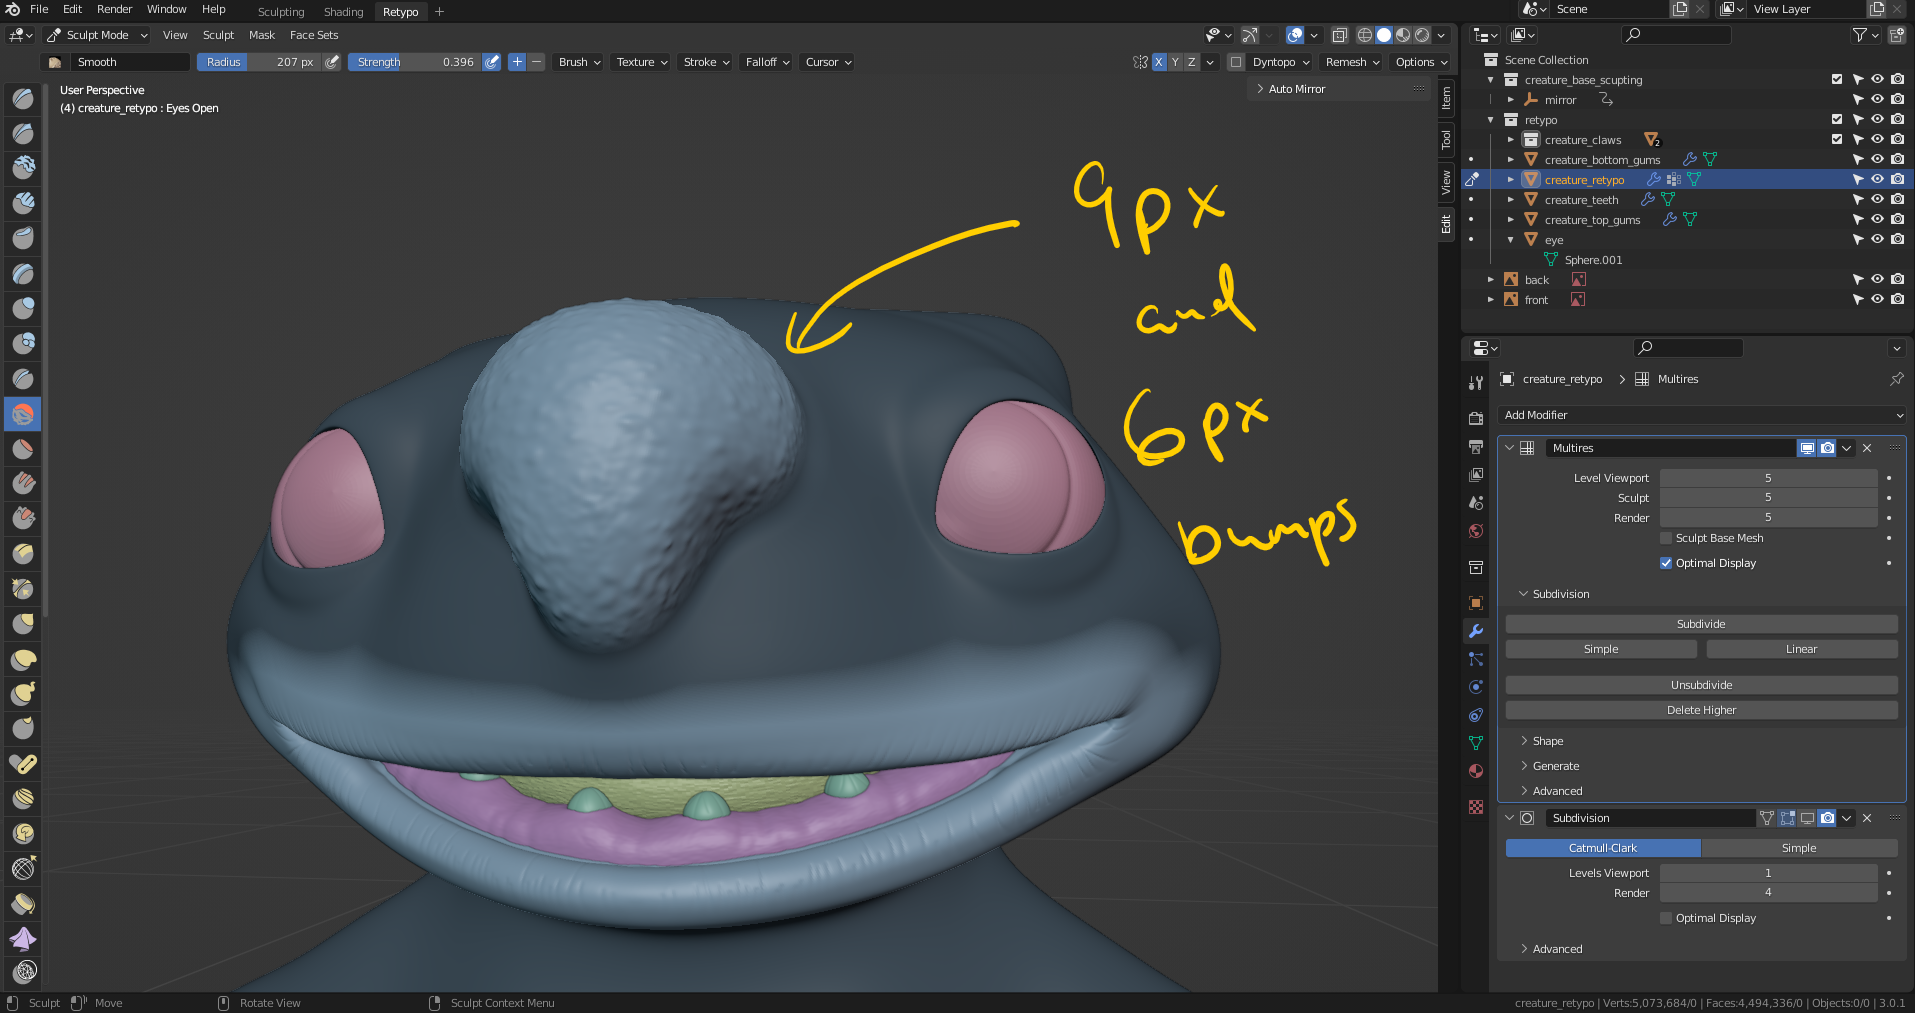 File Edit Render Window Help Sculpting Shading Retypo +
Scene View Layer
Sculpt Mode View Sculpt Mask Face Sets
Smooth Radius 207 px Strength 0.396 + − Brush Texture Stroke Falloff Cursor X Y Z Dyntopo Remesh Options
User Perspective
(4) creature_retypo : Eyes Open
Auto Mirror
Item
Tool
View
Edit
9px
and
6px
bumps
Scene Collection
creature_base_scupting
mirror
retypo
creature_claws 2
creature_bottom_gums
creature_retypo
creature_teeth
creature_top_gums
eye
Sphere.001
back
front
creature_retypo > Multires
Add Modifier
Multires
Level Viewport 5
Sculpt 5
Render 5
Sculpt Base Mesh
Optimal Display
Subdivision
Subdivide
Simple Linear
Unsubdivide
Delete Higher
Shape
Generate
Advanced
Subdivision
Catmull-Clark Simple
Levels Viewport 1
Render 4
Optimal Display
Advanced
Sculpt Move Rotate View Sculpt Context Menu
creature_retypo | Verts:5,073,684/0 | Faces:4,494,336/0 | Objects:0/0 | 3.0.1